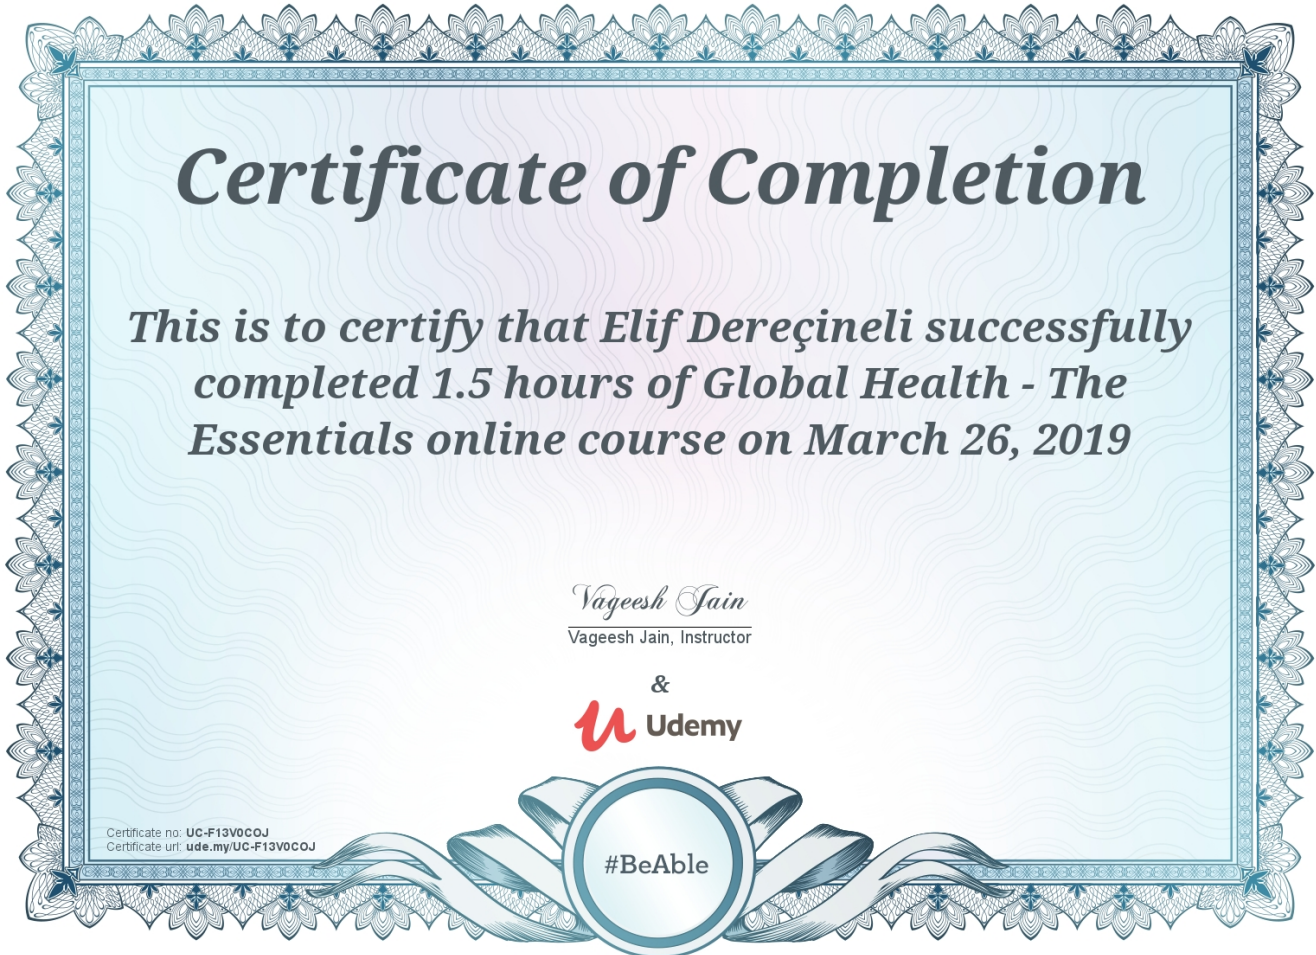 Certificate of Completion
This is to certify that Elif Dereçineli successfully
completed 1.5 hours of Global Health - The
Essentials online course on March 26, 2019
Vageesh Jain
Vageesh Jain, Instructor
&
Udemy
Certificate no: UC-F13V0COJ
Certificate url: ude.my/UC-F13V0COJ
#BeAble